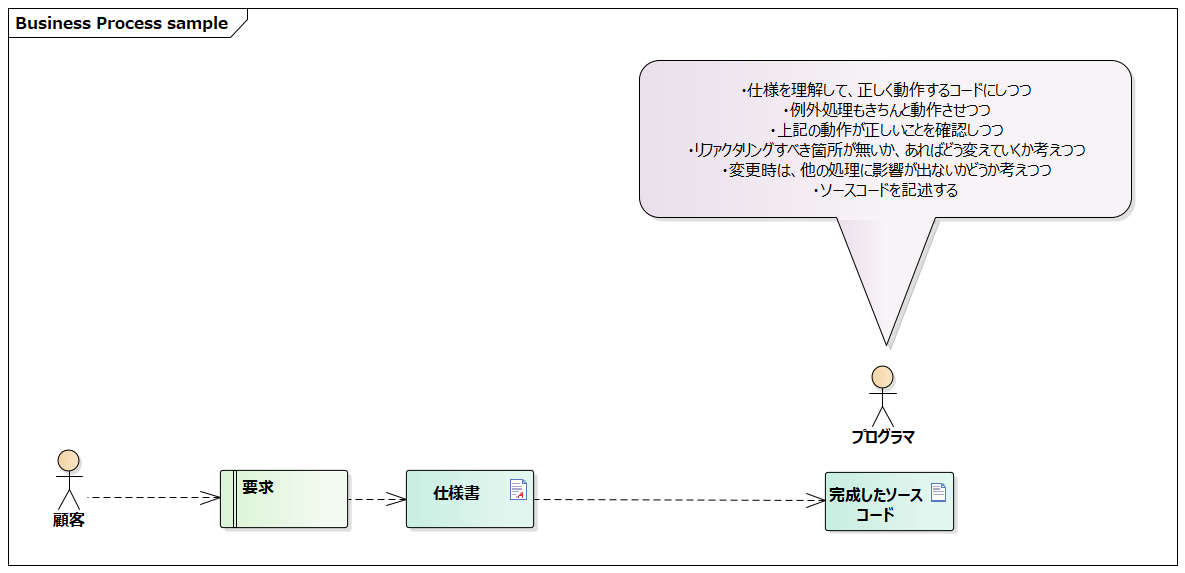 Business Process sample
・仕様を理解して、正しく動作するコードにしつつ
・例外処理もきちんと動作させつつ
・上記の動作が正しいことを確認しつつ
・リファクタリングすべき箇所が無いか、あればどう変えていくか考えつつ
・変更時は、他の処理に影響が出ないかどうか考えつつ
・ソースコードを記述する
プログラマ
顧客
要求
仕様書
完成したソース
コード